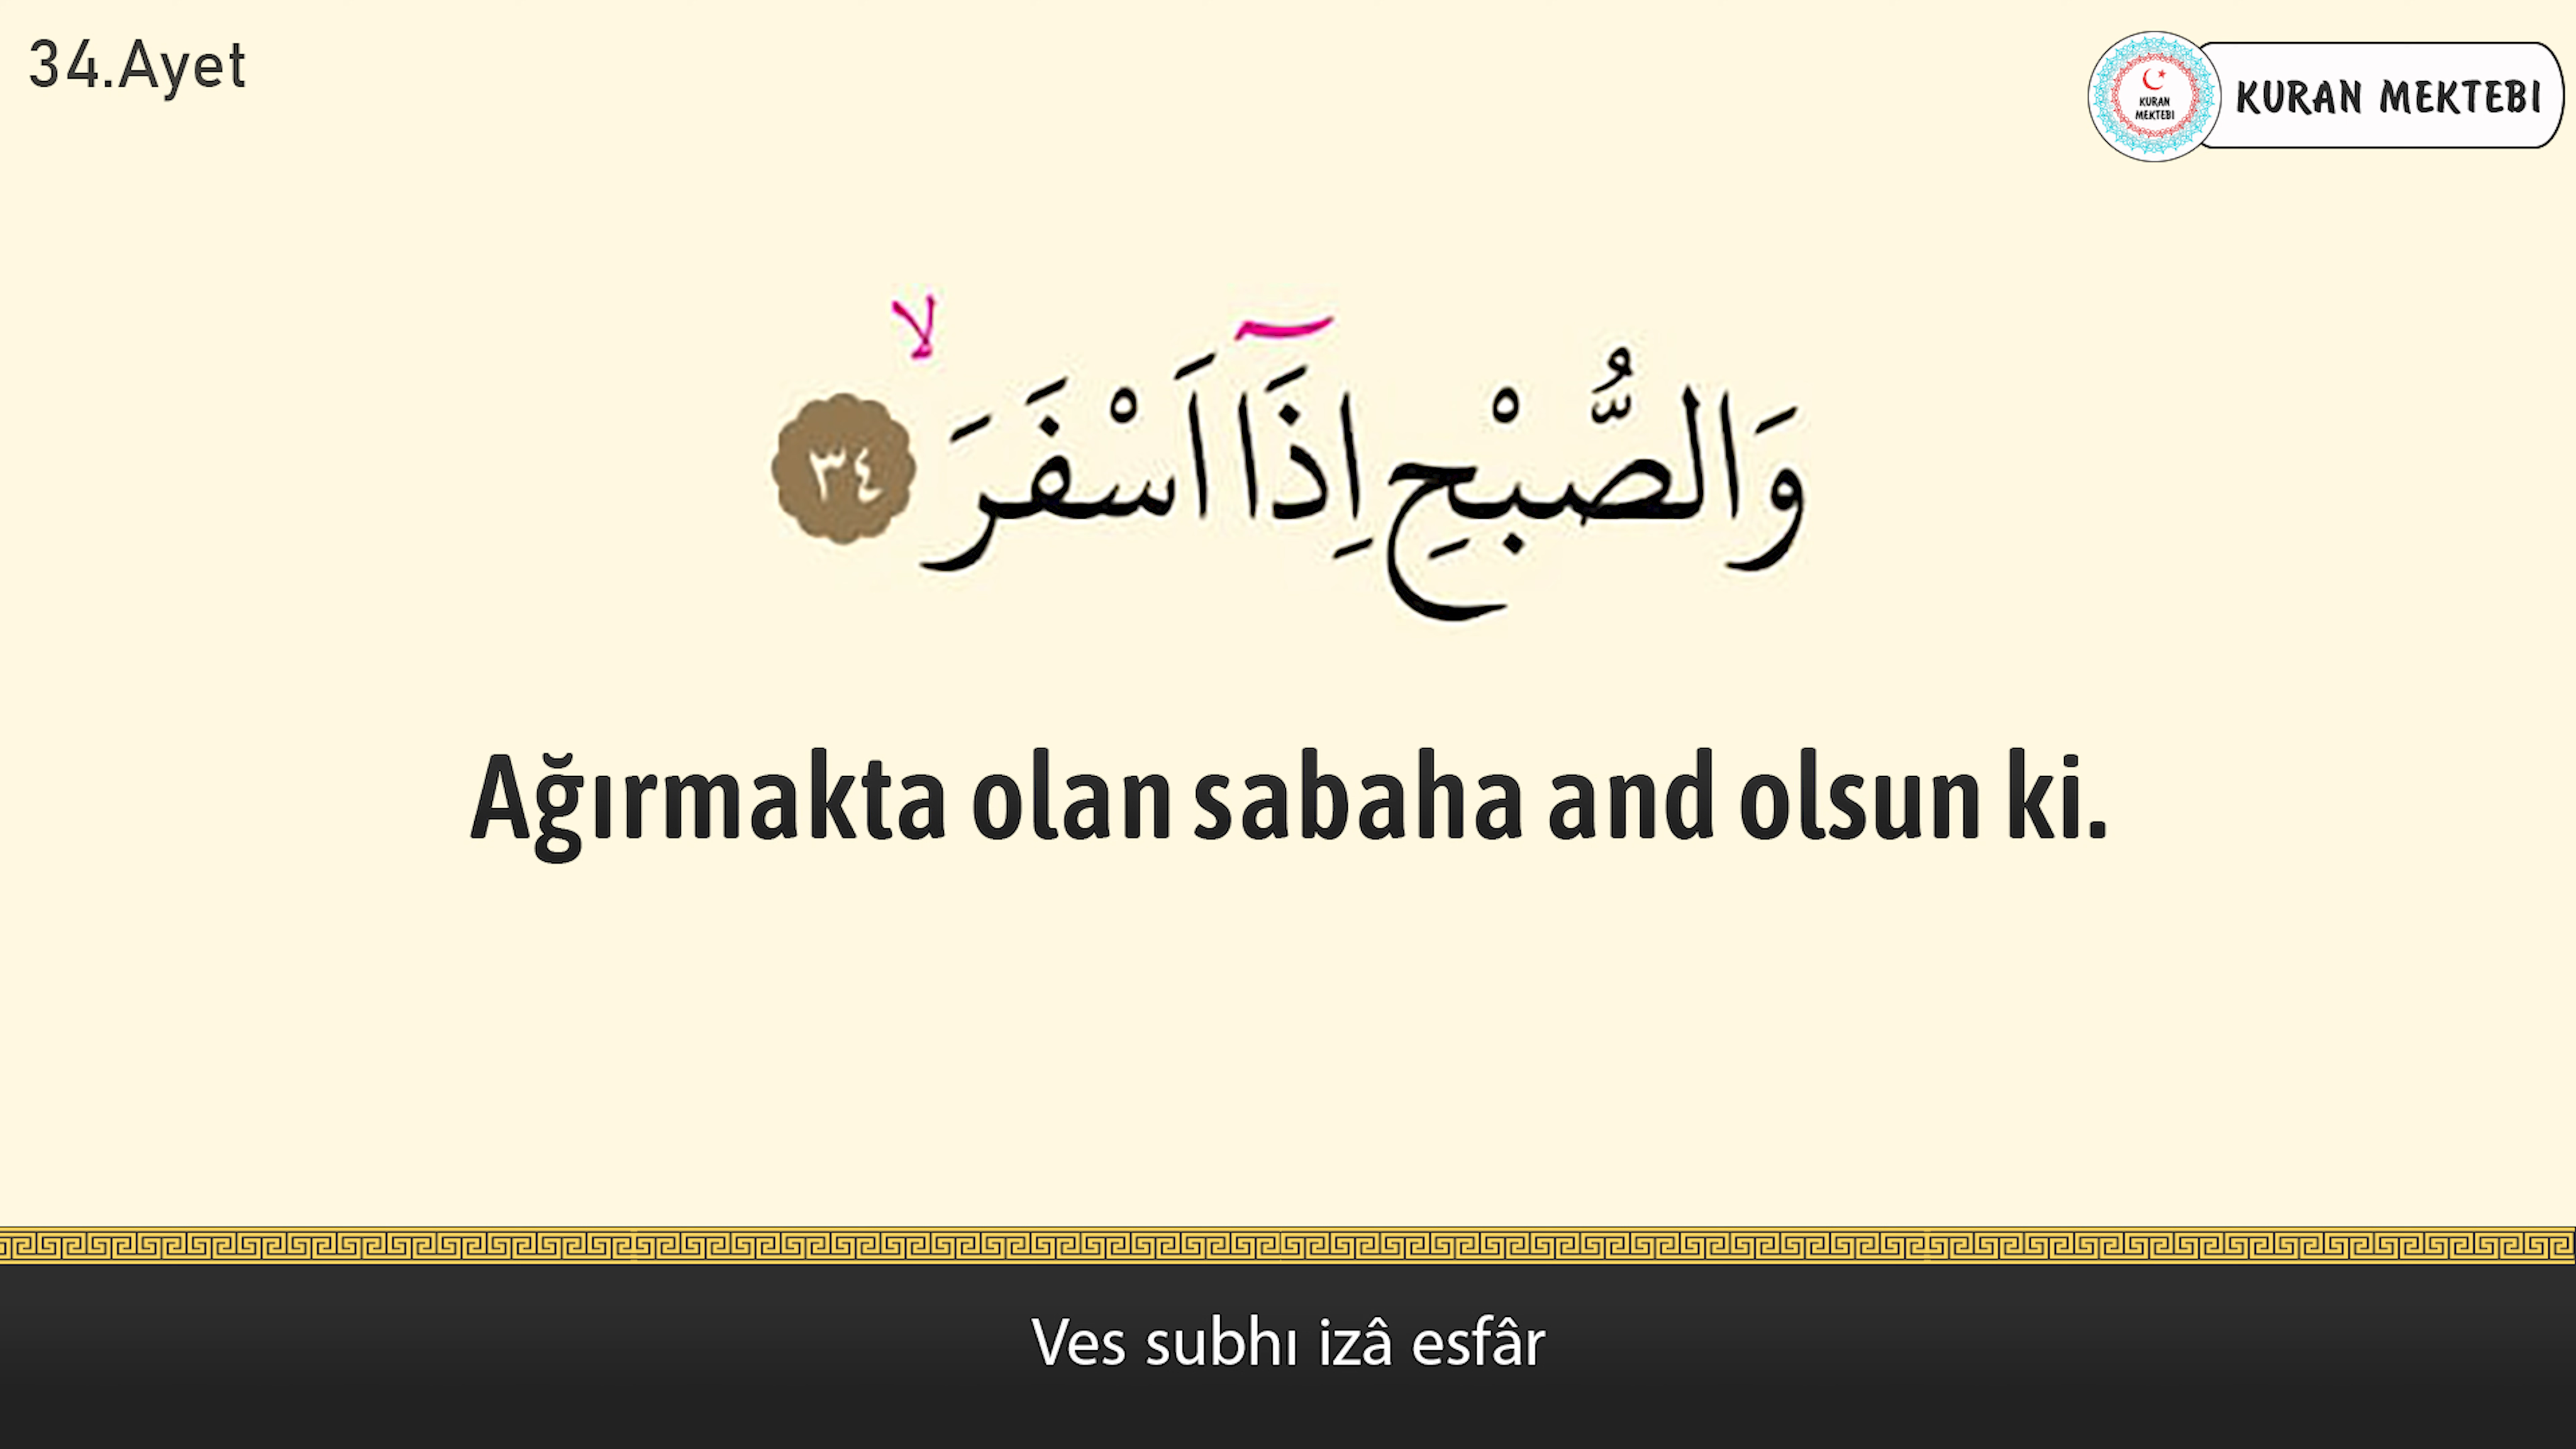 34.Ayet
KURAN
MEKTEBI
KURAN MEKTEBI
وَالصُّبْحِ اِذَٓا اَسْفَرَۙ ٣٤
Ağırmakta olan sabaha and olsun ki.
Ves subhı izâ esfâr